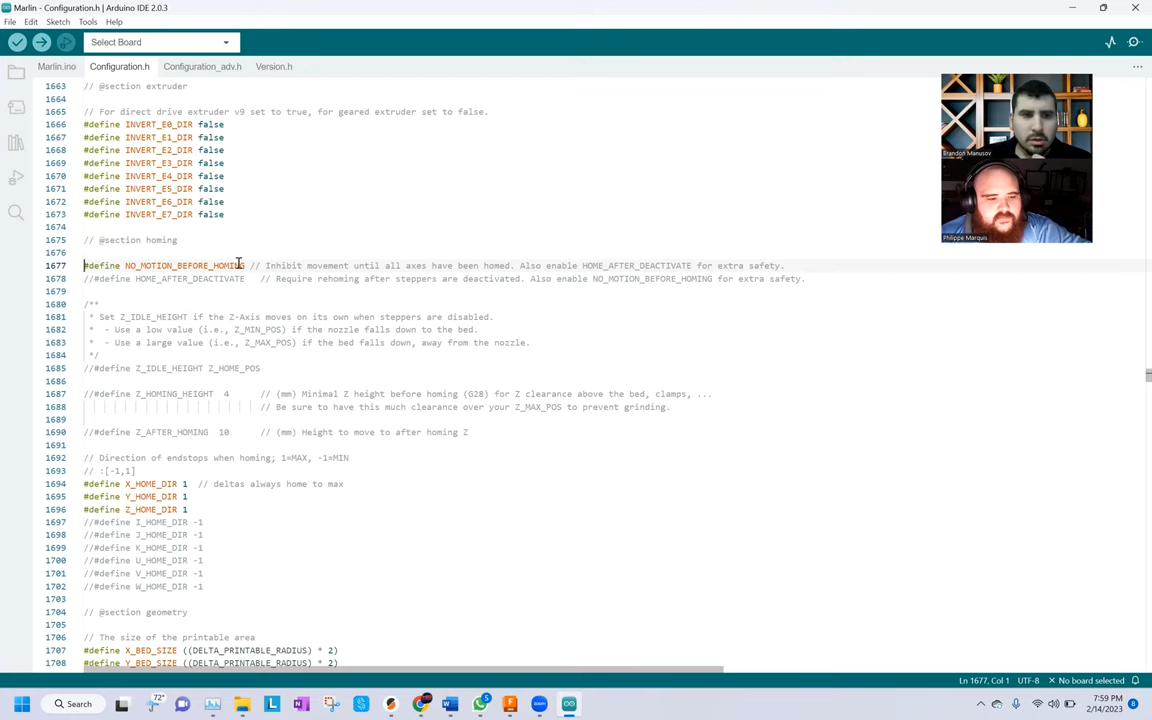 Marlin - Configuration.h | Arduino IDE 2.0.3
File Edit Sketch Tools Help
Select Board
Marlin.ino Configuration.h Configuration_adv.h Version.h
1663 // @section extruder
1664
1665 // For direct drive extruder v9 set to true, for geared extruder set to false.
1666 #define INVERT_E0_DIR false
1667 #define INVERT_E1_DIR false
1668 #define INVERT_E2_DIR false
1669 #define INVERT_E3_DIR false
1670 #define INVERT_E4_DIR false
1671 #define INVERT_E5_DIR false
1672 #define INVERT_E6_DIR false
1673 #define INVERT_E7_DIR false
1674
1675 // @section homing
1676
1677 #define NO_MOTION_BEFORE_HOMING // Inhibit movement until all axes have been homed. Also enable HOME_AFTER_DEACTIVATE for extra safety.
1678 //#define HOME_AFTER_DEACTIVATE // Require rehoming after steppers are deactivated. Also enable NO_MOTION_BEFORE_HOMING for extra safety.
1679
1680 /**
1681 * Set Z_IDLE_HEIGHT if the Z-Axis moves on its own when steppers are disabled.
1682 * - Use a low value (i.e., Z_MIN_POS) if the nozzle falls down to the bed.
1683 * - Use a large value (i.e., Z_MAX_POS) if the bed falls down, away from the nozzle.
1684 */
1685 //#define Z_IDLE_HEIGHT Z_HOME_POS
1686
1687 //#define Z_HOMING_HEIGHT 4 // (mm) Minimal Z height before homing (G28) for Z clearance above the bed, clamps, ...
1688 // Be sure to have this much clearance over your Z_MAX_POS to prevent grinding.
1689
1690 //#define Z_AFTER_HOMING 10 // (mm) Height to move to after homing Z
1691
1692 // Direction of endstops when homing; 1=MAX, -1=MIN
1693 // :[-1,1]
1694 #define X_HOME_DIR 1 // deltas always home to max
1695 #define Y_HOME_DIR 1
1696 #define Z_HOME_DIR 1
1697 //#define I_HOME_DIR -1
1698 //#define J_HOME_DIR -1
1699 //#define K_HOME_DIR -1
1700 //#define U_HOME_DIR -1
1701 //#define V_HOME_DIR -1
1702 //#define W_HOME_DIR -1
1703
1704 // @section geometry
1705
1706 // The size of the printable area
1707 #define X_BED_SIZE ((DELTA_PRINTABLE_RADIUS) * 2)
1708 #define Y_BED_SIZE ((DELTA_PRINTABLE_RADIUS) * 2)
Brandon Manusov
Philippe Marquis
Ln 1677, Col 1 UTF-8 No board selected
Search
72°
5
7:59 PM
2/14/2023
8